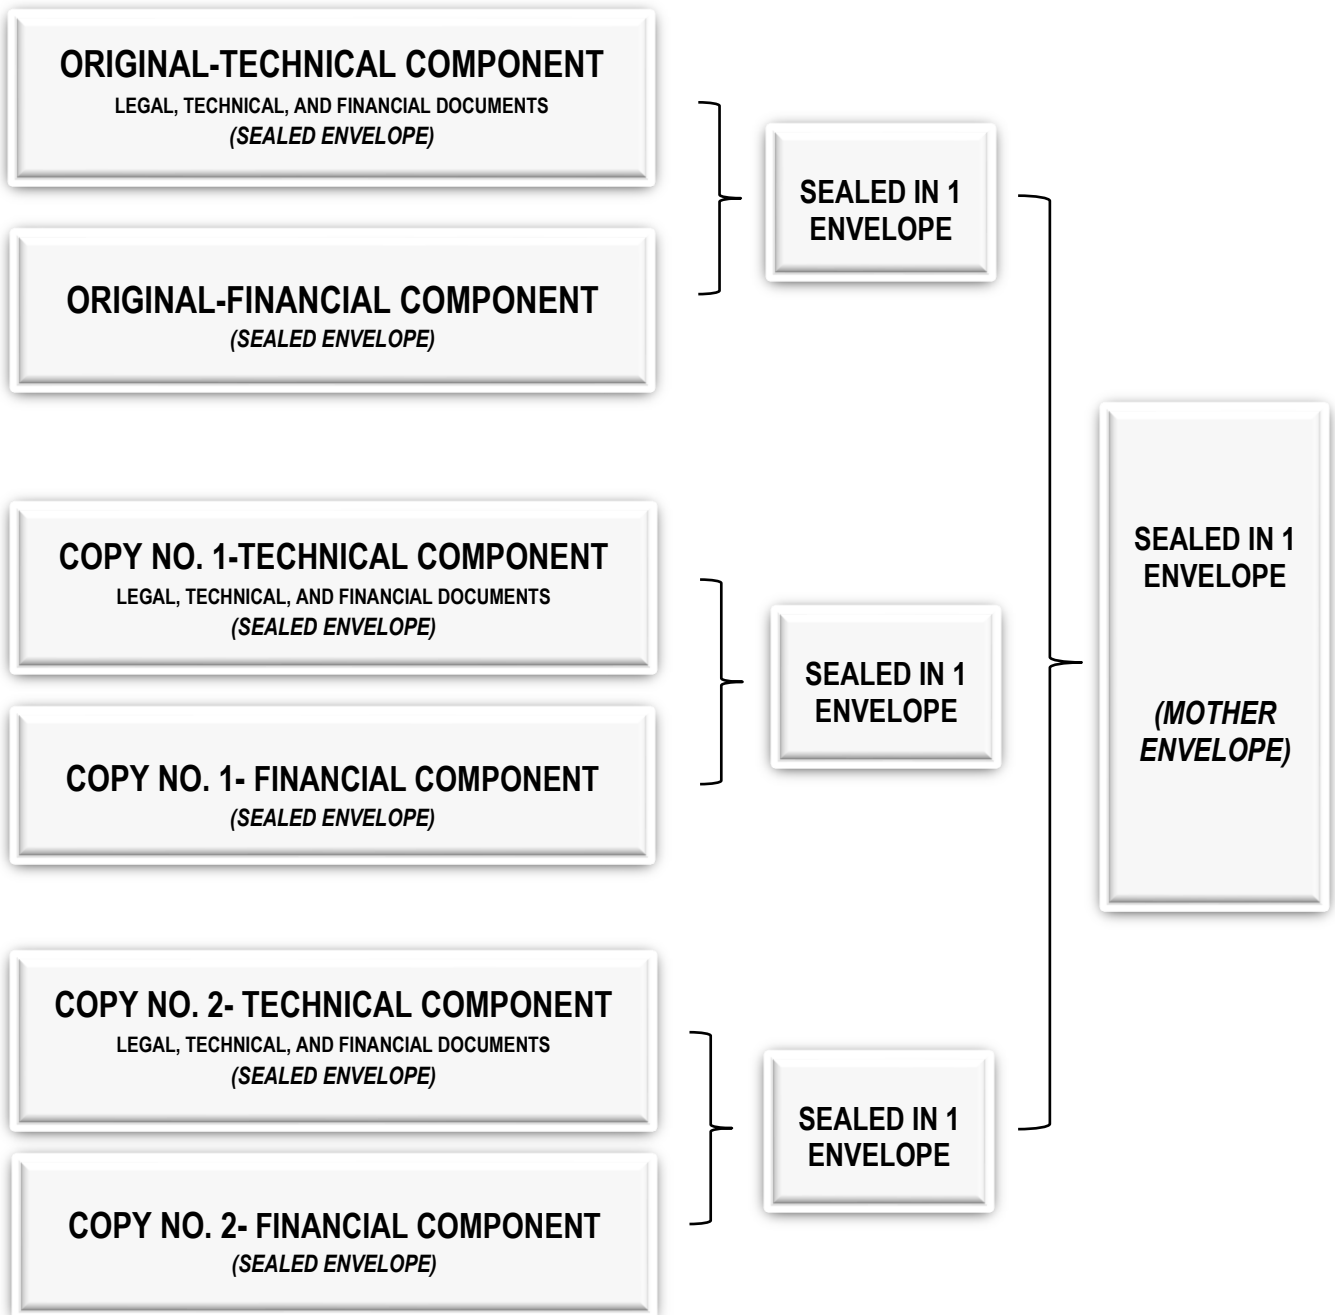 ORIGINAL-TECHNICAL COMPONENT
LEGAL, TECHNICAL, AND FINANCIAL DOCUMENTS
(SEALED ENVELOPE)
ORIGINAL-FINANCIAL COMPONENT
(SEALED ENVELOPE)
SEALED IN 1
ENVELOPE
COPY NO. 1-TECHNICAL COMPONENT
LEGAL, TECHNICAL, AND FINANCIAL DOCUMENTS
(SEALED ENVELOPE)
COPY NO. 1- FINANCIAL COMPONENT
(SEALED ENVELOPE)
SEALED IN 1
ENVELOPE
COPY NO. 2- TECHNICAL COMPONENT
LEGAL, TECHNICAL, AND FINANCIAL DOCUMENTS
(SEALED ENVELOPE)
COPY NO. 2- FINANCIAL COMPONENT
(SEALED ENVELOPE)
SEALED IN 1
ENVELOPE
SEALED IN 1
ENVELOPE
(MOTHER
ENVELOPE)